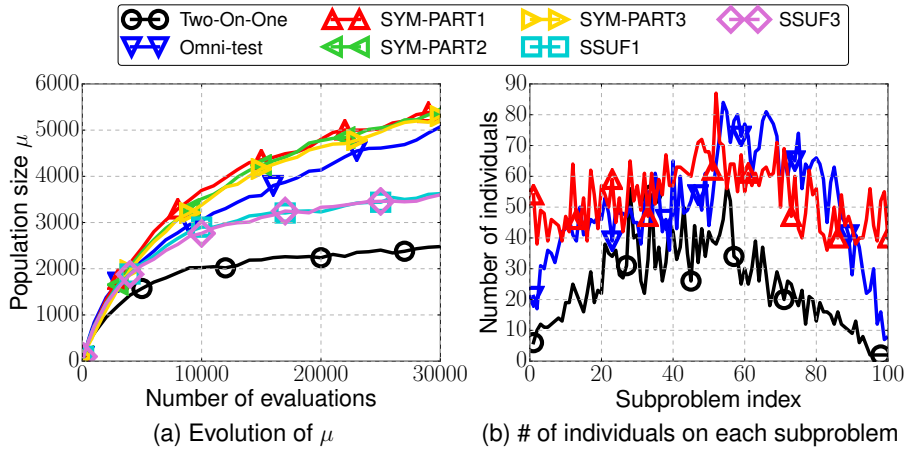 Two-On-One SYM-PART1 SYM-PART3 SSUF3
Omni-test SYM-PART2 SSUF1
6000
5000
4000
3000
2000
1000
0
Population size μ
0 10000 20000 30000
Number of evaluations
(a) Evolution of μ
90
80
70
60
50
40
30
20
10
0
Number of individuals
0 20 40 60 80 100
Subproblem index
(b) # of individuals on each subproblem